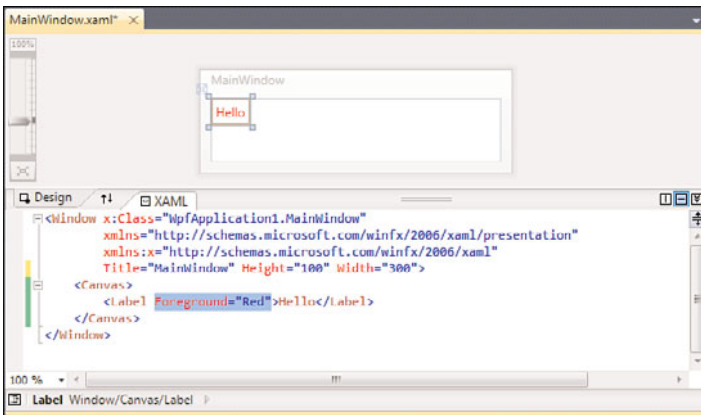 MainWindow.xaml* ×
100%
MainWindow
Hello
Design ↑↓ XAML
<Window x:Class="WpfApplication1.MainWindow"
xmlns="http://schemas.microsoft.com/winfx/2006/xaml/presentation"
xmlns:x="http://schemas.microsoft.com/winfx/2006/xaml"
Title="MainWindow" Height="100" Width="300">
<Canvas>
<Label Foreground="Red">Hello</Label>
</Canvas>
</Window>
100 %
Label Window/Canvas/Label